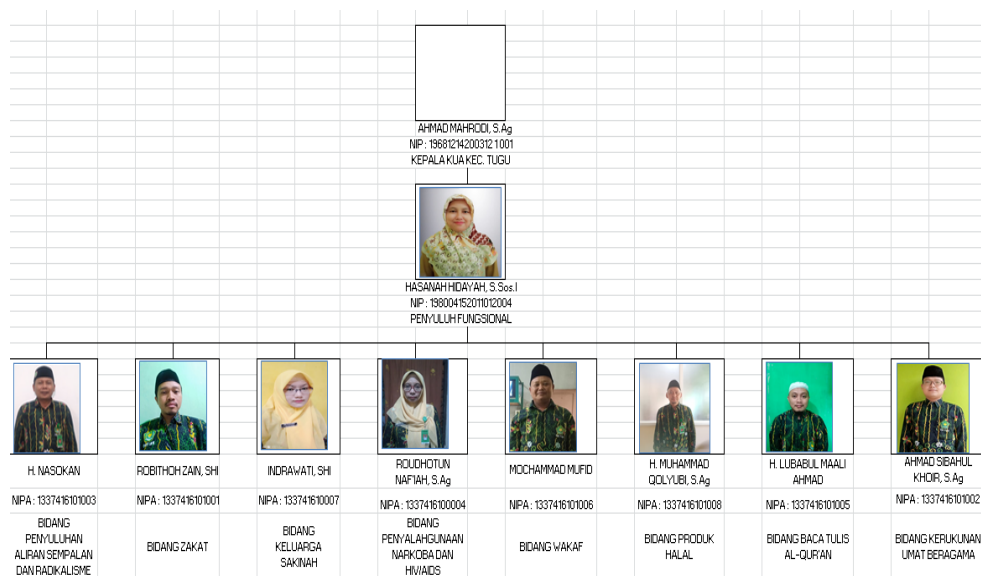 AHMAD MAHRODI, S.Ag
NIP : 19681214200312 1 001
KEPALA KUA KEC. TUGU
HASANAH HIDAYAH, S.Sos.I
NIP : 198004152011012004
PENYULUH FUNGSIONAL
H. NASOKAN
NIPA : 1337416101003
BIDANG
PENYULUHAN
ALIRAN SEMPALAN
DAN RADIKALISME
ROBITHOH ZAIN, SHI
NIPA : 1337416101001
BIDANG ZAKAT
INDRAWATI, SHI
NIPA : 133741610007
BIDANG
KELUARGA
SAKINAH
ROUDHOTUN
NAF'IAH, S.Ag
NIPA : 1337416100004
BIDANG
PENYALAHGUNAAN
NARKOBA DAN
HIV/AIDS
MOCHAMMAD MUFID
NIPA : 1337416101006
BIDANG WAKAF
H. MUHAMMAD
QOLYUBI, S.Ag
NIPA : 1337416101008
BIDANG PRODUK
HALAL
H. LUBABUL MAALI
AHMAD
NIPA : 1337416101005
BIDANG BACA TULIS
AL-QUR'AN
AHMAD SIBAHUL
KHOIR, S.Ag
NIPA : 1337416101002
BIDANG KERUKUNAN
UMAT BERAGAMA